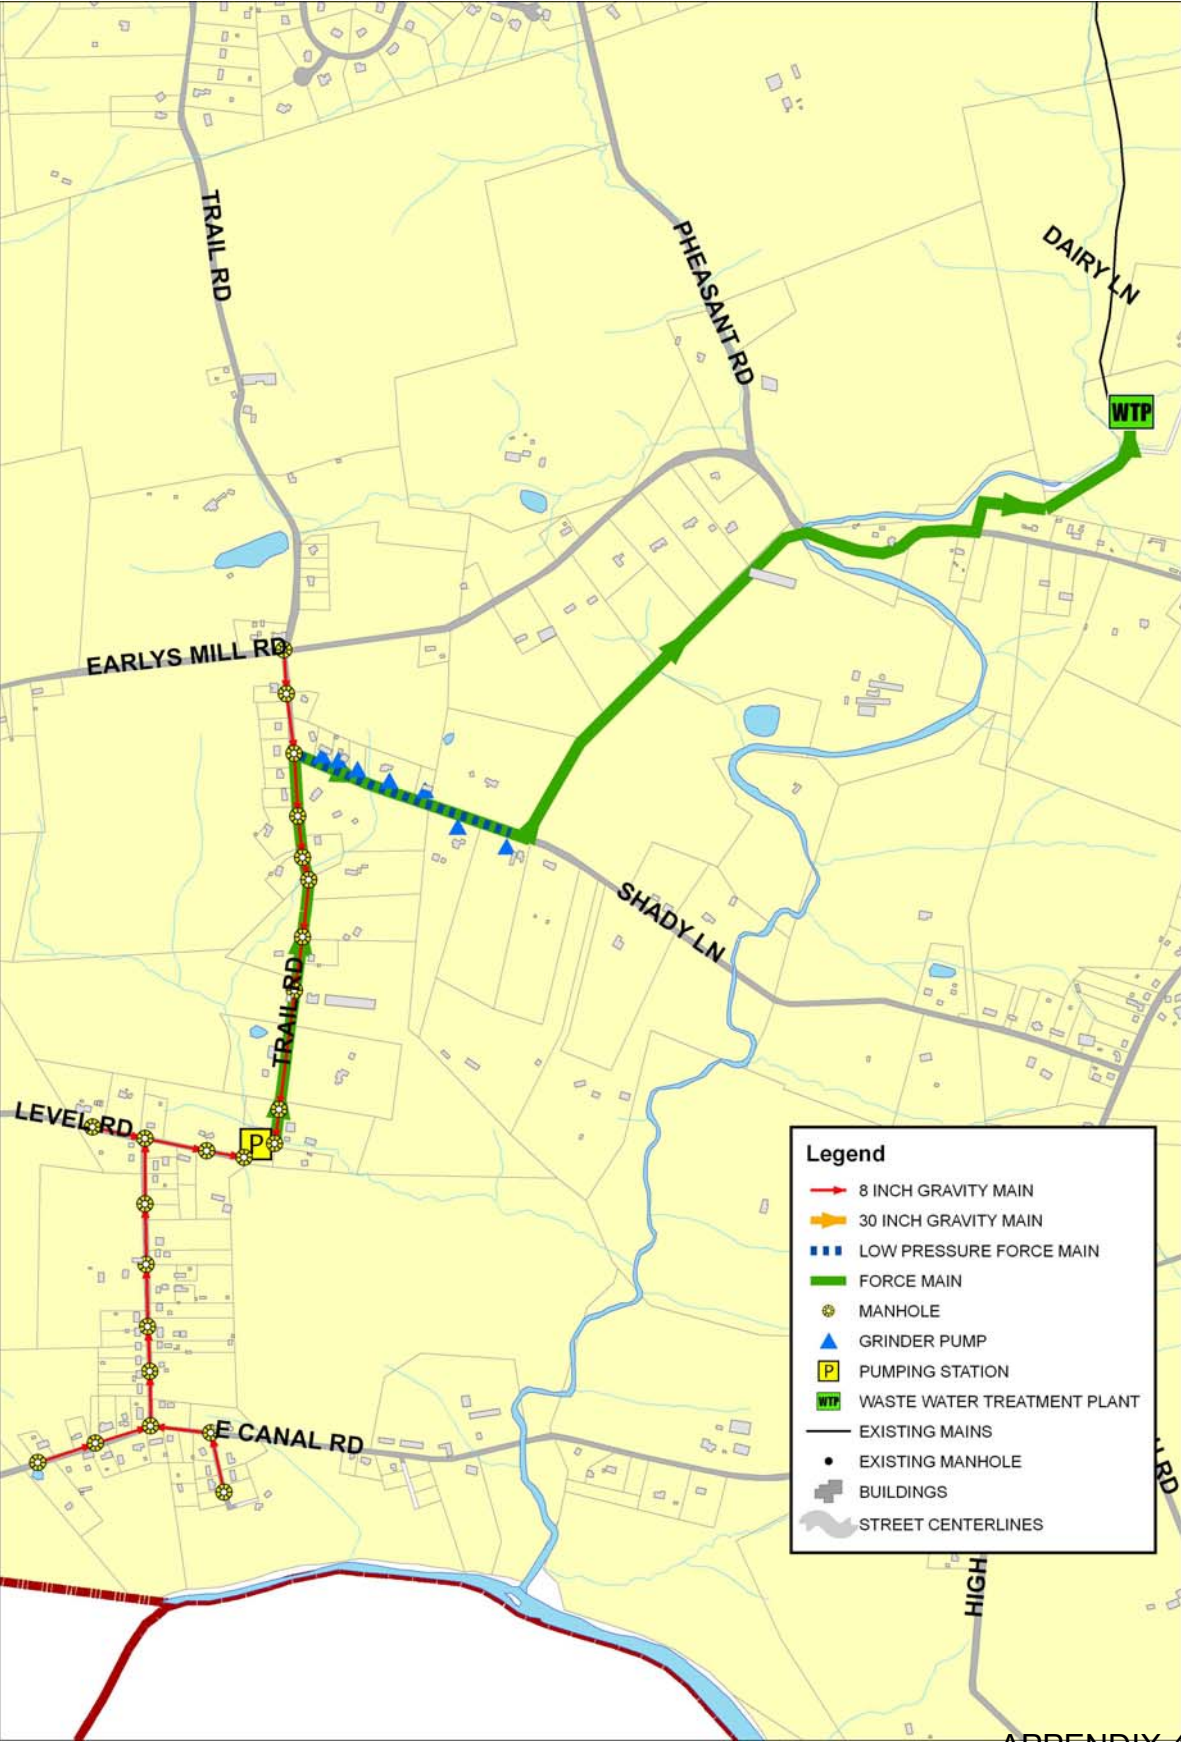 TRAIL RD
PHEASANT RD
DAIRY LN
WTP
EARLYS MILL RD
SHADY LN
TRAIL RD
LEVEL RD
P
E CANAL RD
Legend
8 INCH GRAVITY MAIN
30 INCH GRAVITY MAIN
LOW PRESSURE FORCE MAIN
FORCE MAIN
MANHOLE
GRINDER PUMP
P PUMPING STATION
WTP WASTE WATER TREATMENT PLANT
EXISTING MAINS
EXISTING MANHOLE
BUILDINGS
STREET CENTERLINES
RD
HIGH
APPENDIX